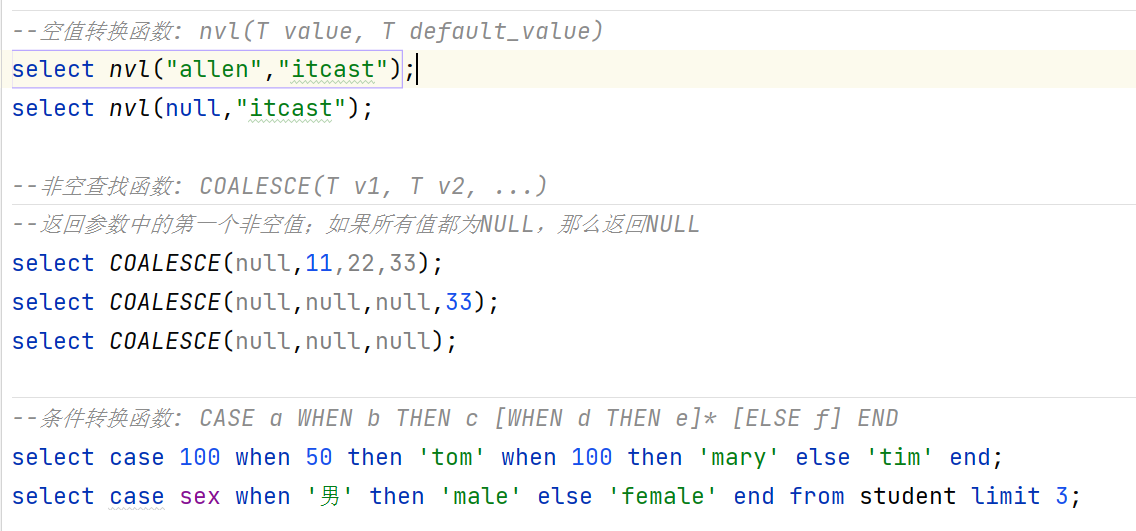 --空值转换函数: nvl(T value, T default_value)
select nvl("allen","itcast");
select nvl(null,"itcast");
--非空查找函数: COALESCE(T v1, T v2, ...)
--返回参数中的第一个非空值；如果所有值都为NULL，那么返回NULL
select COALESCE(null,11,22,33);
select COALESCE(null,null,null,33);
select COALESCE(null,null,null);
--条件转换函数: CASE a WHEN b THEN c [WHEN d THEN e]* [ELSE f] END
select case 100 when 50 then 'tom' when 100 then 'mary' else 'tim' end;
select case sex when '男' then 'male' else 'female' end from student limit 3;